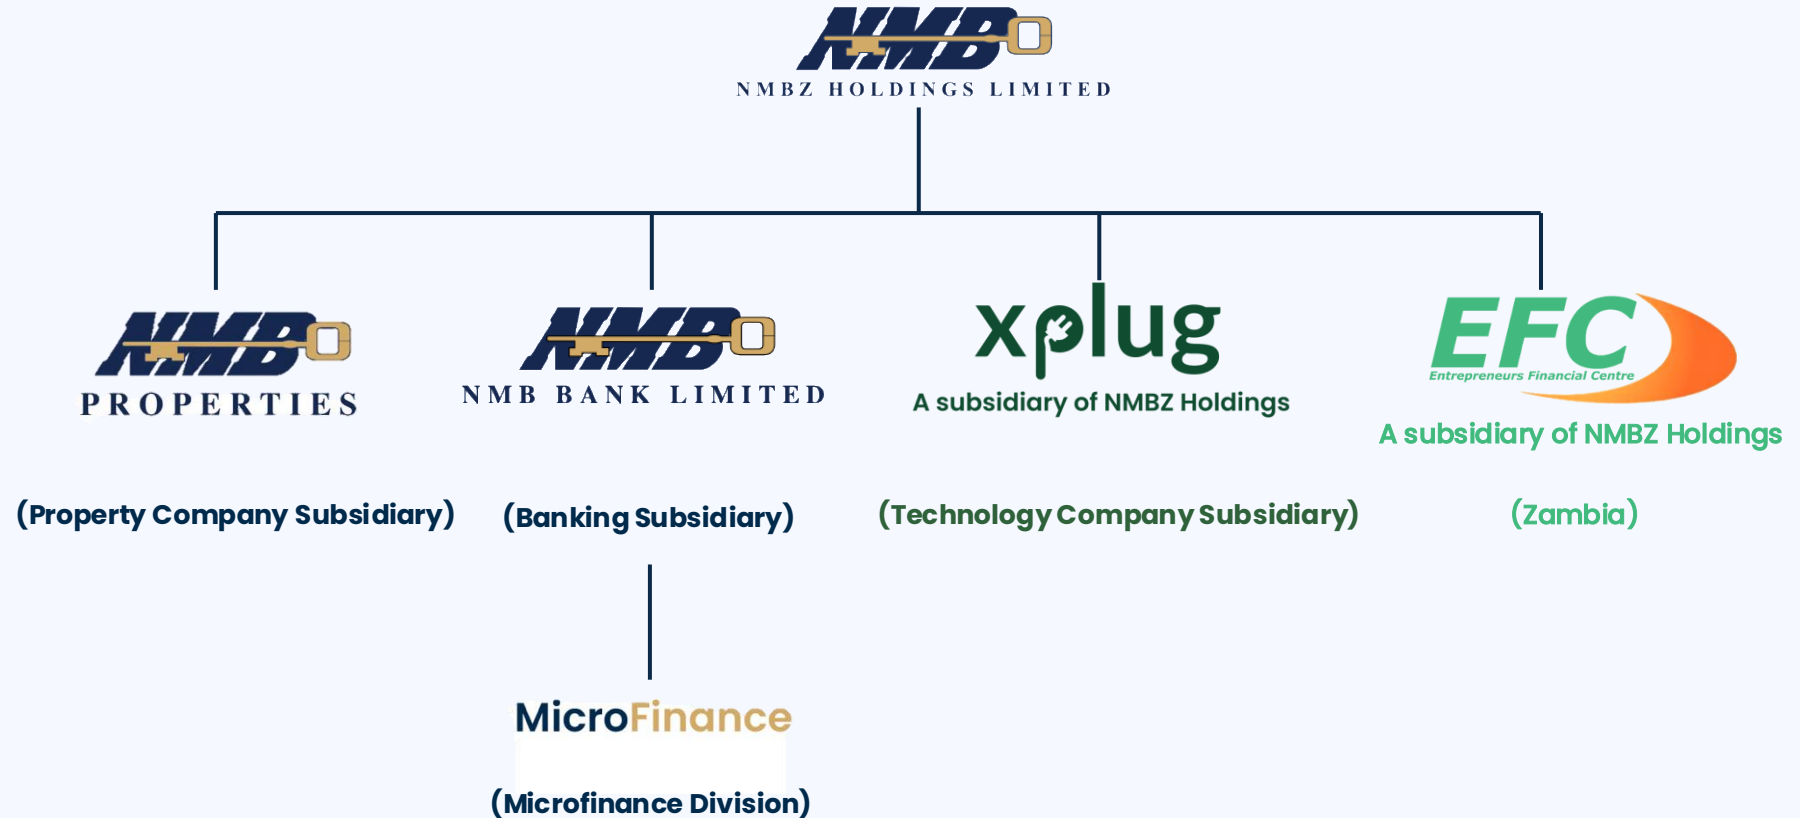 NMB
NMBZ HOLDINGS LIMITED
NMB
PROPERTIES
(Property Company Subsidiary)
NMB
NMB BANK LIMITED
(Banking Subsidiary)
MicroFinance
(Microfinance Division)
xplug
A subsidiary of NMBZ Holdings
(Technology Company Subsidiary)
EFC
Entrepreneurs Financial Centre
A subsidiary of NMBZ Holdings
(Zambia)